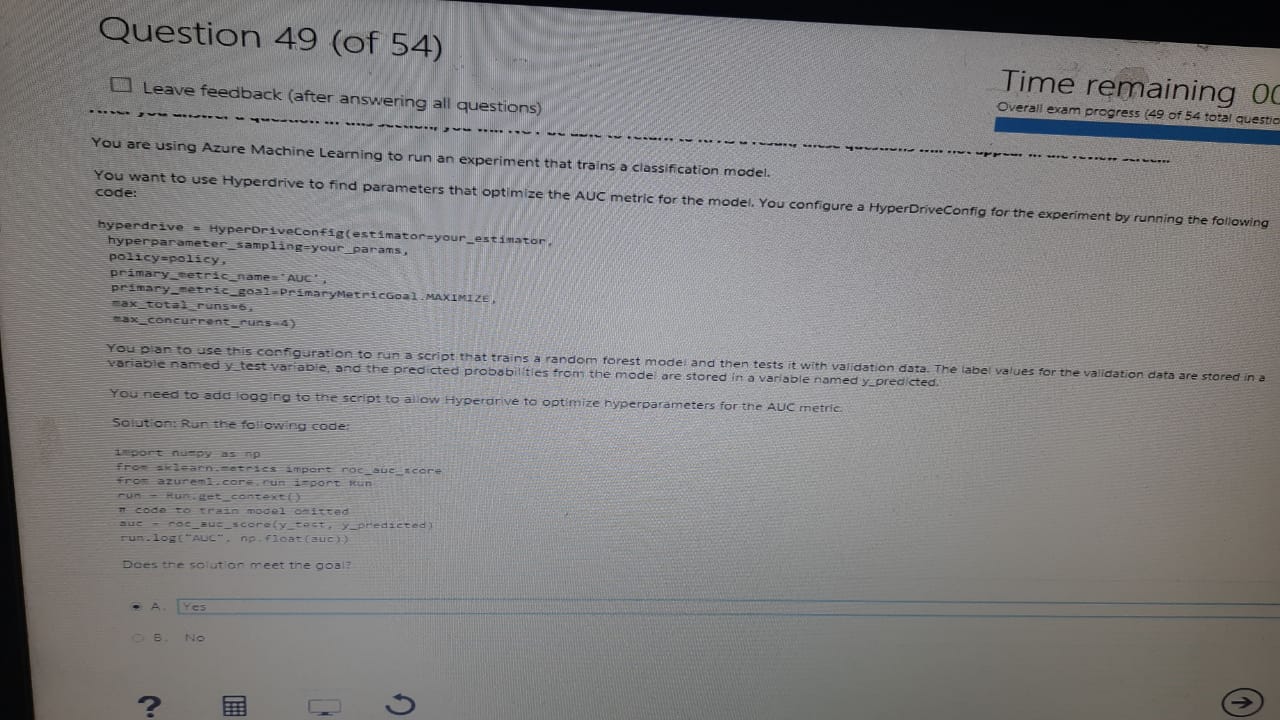 Question 49 (of 54)
Time remaining 00
Leave feedback (after answering all questions)
Overall exam progress (49 of 54 total questio
You are using Azure Machine Learning to run an experiment that trains a classification model.
You want to use Hyperdrive to find parameters that optimize the AUC metric for the model. You configure a HyperDriveConfig for the experiment by running the following
code:
hyperdrive = HyperDriveConfig(estimator=your_estimator,
hyperparameter_sampling=your_params,
policy=policy,
primary_metric_name='AUC',
primary_metric_goal=PrimaryMetricGoal.MAXIMIZE,
max_total_runs=6,
max_concurrent_runs=4)
You plan to use this configuration to run a script that trains a random forest model and then tests it with validation data. The label values for the validation data are stored in a
variable named y_test variable, and the predicted probabilities from the model are stored in a variable named y_predicted.
You need to add logging to the script to allow Hyperdrive to optimize hyperparameters for the AUC metric.
Solution: Run the following code:
import numpy as np
from sklearn.metrics import roc_auc_score
from azureml.core.run import Run
run = Run.get_context()
# code to train model omitted
auc = roc_auc_score(y_test, y_predicted)
run.log("AUC", np.float(auc))
Does the solution meet the goal?
A. Yes
B. No
?